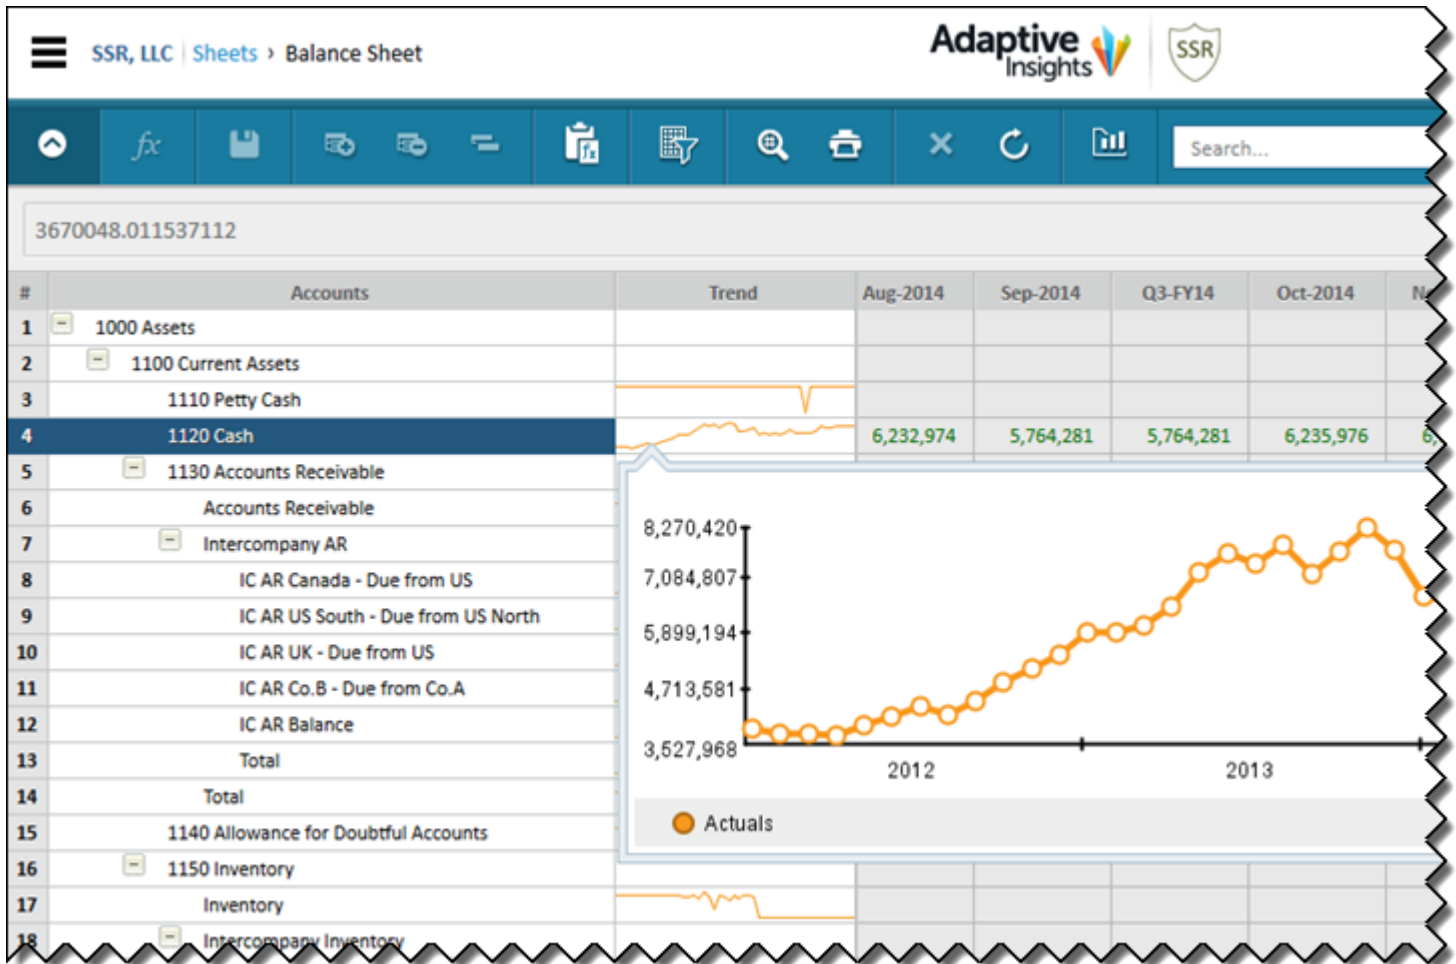 SSR, LLC Sheets › Balance Sheet
Adaptive Insights
SSR
fx
fx
Search...
3670048.011537112
# Accounts Trend Aug-2014 Sep-2014 Q3-FY14 Oct-2014
1 1000 Assets
2 1100 Current Assets
3 1110 Petty Cash
4 1120 Cash 6,232,974 5,764,281 5,764,281 6,235,976 6,
5 1130 Accounts Receivable
6 Accounts Receivable
7 Intercompany AR
8 IC AR Canada - Due from US
9 IC AR US South - Due from US North
10 IC AR UK - Due from US
11 IC AR Co.B - Due from Co.A
12 IC AR Balance
13 Total
14 Total
15 1140 Allowance for Doubtful Accounts
16 1150 Inventory
17 Inventory
18 Intercompany Inventory
8,270,420
7,084,807
5,899,194
4,713,581
3,527,968
2012 2013
Actuals